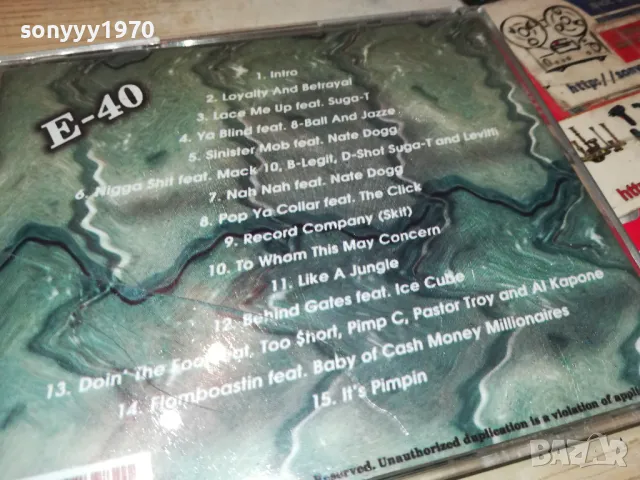 sonyyy1970
E-40
1. Intro
2. Loyalty And Betrayal
3. Lace Me Up feat. Suga-T
4. Ya Blind feat. 8-Ball And Jazze
5. Sinister Mob feat. Nate Dogg
6. Nigga Shit feat. Mack 10, B-Legit, D-Shot Suga-T and Levitti
7. Nah Nah feat. Nate Dogg
8. Pop Ya Collar feat. The Click
9. Record Company (Skit)
10. To Whom This May Concern
11. Like A Jungle
12. Behind Gates feat. Ice Cube
13. Doin' The Fool feat. Too $hort, Pimp C, Pastor Troy and Al Kapone
14. Flamboastin feat. Baby of Cash Money Millionaires
15. It's Pimpin
Reserved. Unauthorized duplication is a violation of
http://
BAZAR